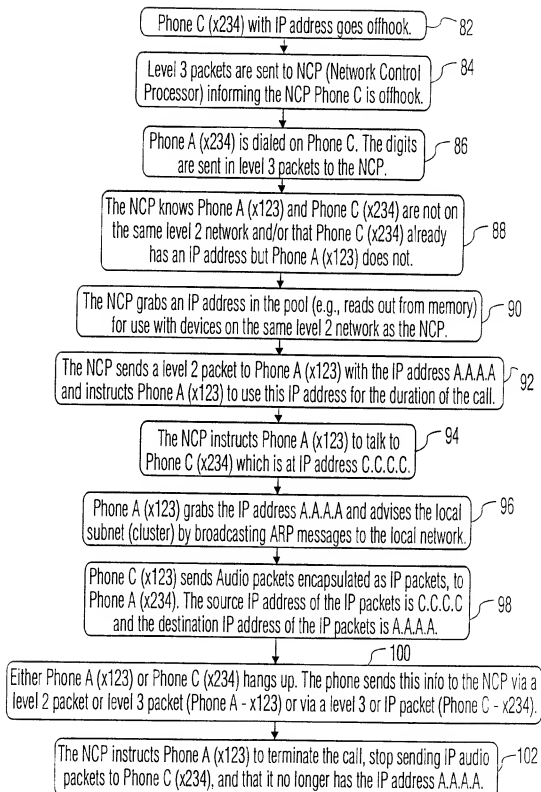 Phone C (x234) with IP address goes offhook.
82
Level 3 packets are sent to NCP (Network Control
Processor) informing the NCP Phone C is offhook.
84
Phone A (x234) is dialed on Phone C. The digits
are sent in level 3 packets to the NCP.
86
The NCP knows Phone A (x123) and Phone C (x234) are not on
the same level 2 network and/or that Phone C (x234) already
has an IP address but Phone A (x123) does not.
88
The NCP grabs an IP address in the pool (e.g., reads out from memory)
for use with devices on the same level 2 network as the NCP.
90
The NCP sends a level 2 packet to Phone A (x123) with the IP address A.A.A.A
and instructs Phone A (x123) to use this IP address for the duration of the call.
92
The NCP instructs Phone A (x123) to talk to
Phone C (x234) which is at IP address C.C.C.C.
94
Phone A (x123) grabs the IP address A.A.A.A and advises the local
subnet (cluster) by broadcasting ARP messages to the local network.
96
Phone C (x123) sends Audio packets encapsulated as IP packets, to
Phone A (x234). The source IP address of the IP packets is C.C.C.C
and the destination IP address of the IP packets is A.A.A.A.
98
100
Either Phone A (x123) or Phone C (x234) hangs up. The phone sends this info to the NCP via a
level 2 packet or level 3 packet (Phone A - x123) or via a level 3 or IP packet (Phone C - x234).
The NCP instructs Phone A (x123) to terminate the call, stop sending IP audio
packets to Phone C (x234), and that it no longer has the IP address A.A.A.A.
102